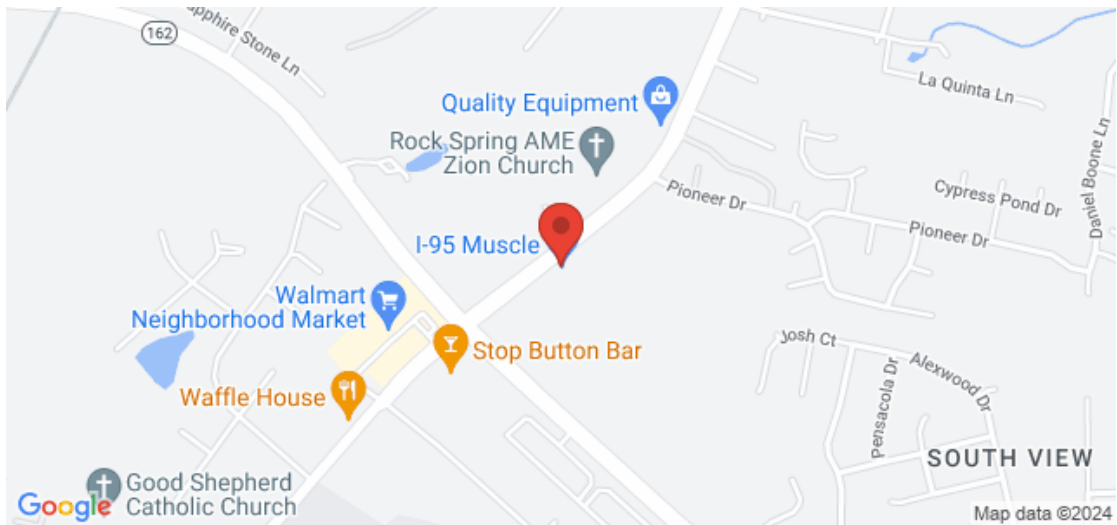 162
Sapphire Stone Ln
La Quinta Ln
Quality Equipment
Rock Spring AME
Zion Church
Daniel Boone Ln
Pioneer Dr
Cypress Pond Dr
Pioneer Dr
I-95 Muscle
Walmart
Neighborhood Market
Stop Button Bar
Josh Ct
Alexwood Dr
Pensacola Dr
Waffle House
SOUTH VIEW
Good Shepherd
Catholic Church
Google
Map data ©2024